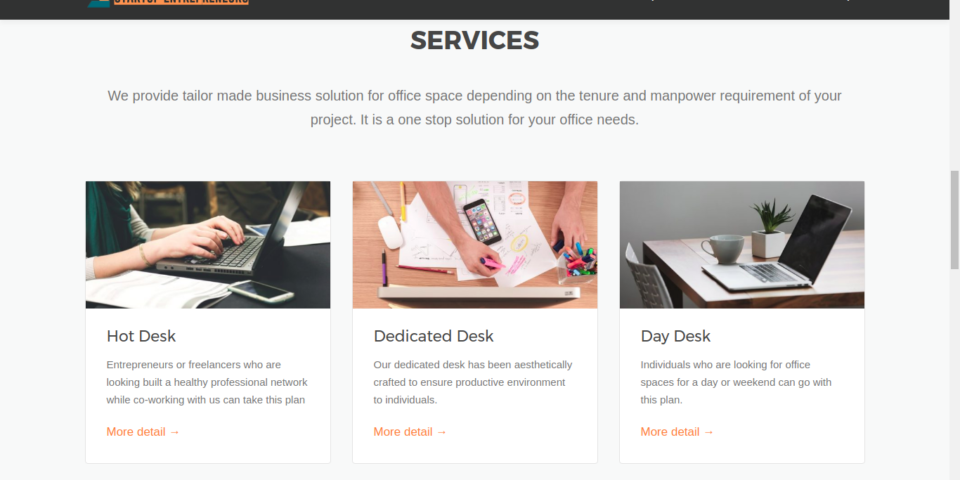 STARTUP ENTREPRENEURS
SERVICES
We provide tailor made business solution for office space depending on the tenure and manpower requirement of your
project. It is a one stop solution for your office needs.
Hot Desk
Entrepreneurs or freelancers who are
looking built a healthy professional network
while co-working with us can take this plan
More detail →
Dedicated Desk
Our dedicated desk has been aesthetically
crafted to ensure productive environment
to individuals.
More detail →
Day Desk
Individuals who are looking for office
spaces for a day or weekend can go with
this plan.
More detail →